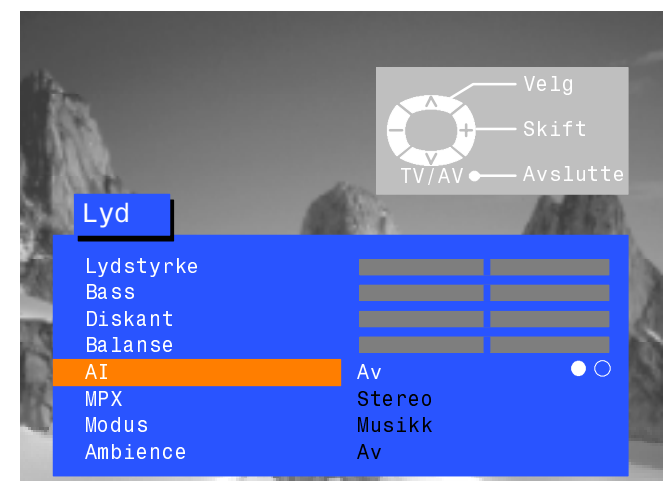 Velg
Skift
TV/AV Avslutte
Lyd
Lydstyrke
Bass
Diskant
Balanse
AI Av
MPX Stereo
Modus Musikk
Ambience Av